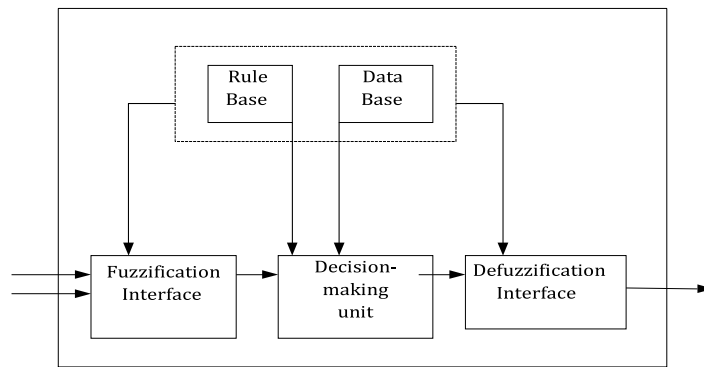 Rule
Base
Data
Base
Fuzzification
Interface
Decision-
making
unit
Defuzzification
Interface